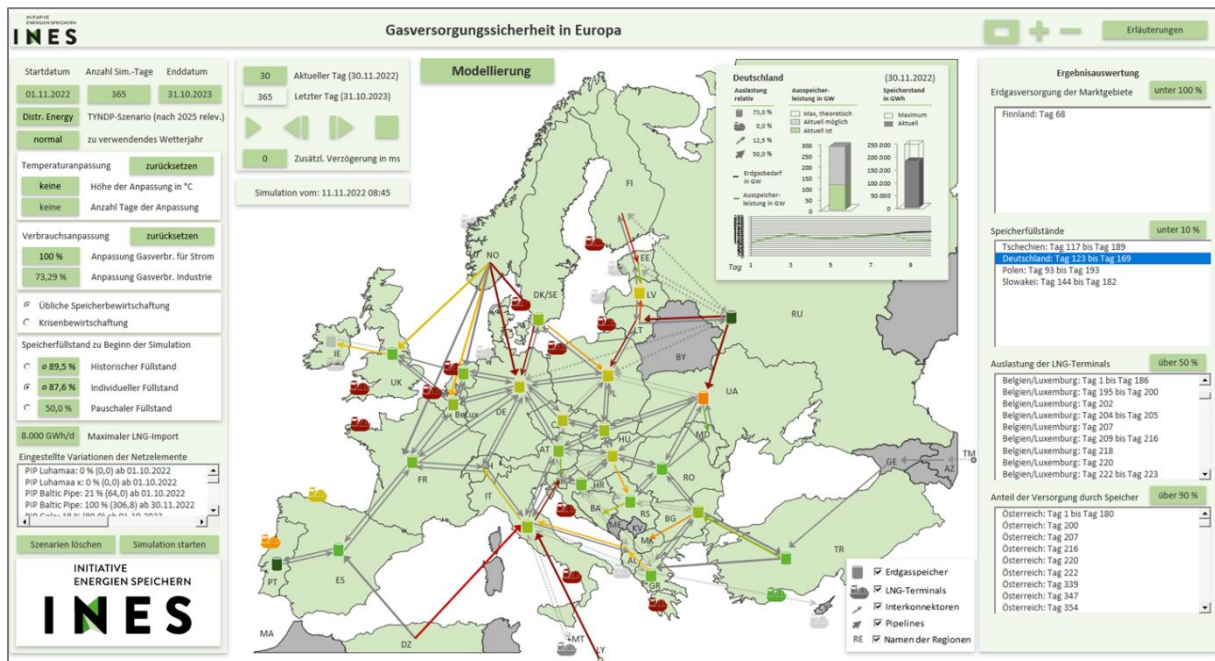 INITIATIVE
ENERGIEN SPEICHERN
INES
Gasversorgungssicherheit in Europa
Erläuterungen
Startdatum Anzahl Sim.-Tage Enddatum
01.11.2022 365 31.10.2023
Distr. Energy TYNDP-Szenario (nach 2025 relev.)
normal zu verwendendes Wetterjahr
Temperaturanpassung zurücksetzen
keine Höhe der Anpassung in °C
keine Anzahl Tage der Anpassung
Verbrauchsanpassung zurücksetzen
100 % Anpassung Gasverbr. für Strom
73,29 % Anpassung Gasverbr. Industrie
Übliche Speicherbewirtschaftung
Krisenbewirtschaftung
Speicherfüllstand zu Beginn der Simulation
ø 89,5 % Historischer Füllstand
ø 87,6 % Individueller Füllstand
50,0 % Pauschaler Füllstand
8.000 GWh/d Maximaler LNG-Import
Eingestellte Variationen der Netzelemente
PiP Luhamaa: 0 % (0,0) ab 01.10.2022
PiP Luhamaa x: 0 % (0,0) ab 01.10.2022
PiP Baltic Pipe: 21 % (64,0) ab 01.10.2022
PiP Baltic Pipe: 100 % (306,8) ab 30.11.2022
Szenarien löschen Simulation starten
INITIATIVE
ENERGIEN SPEICHERN
INES
30 Aktueller Tag (30.11.2022)
365 Letzter Tag (31.10.2023)
0 Zusätzl. Verzögerung in ms
Simulation vom: 11.11.2022 08:45
Modellierung
Deutschland (30.11.2022)
Auslastung relativ
73,0 %
0,0 %
12,5 %
50,0 %
Erdgasbedarf in GW
Ausspeicherleistung in GW
Ausspeicher-
leistung in GW
Max, theoretisch
Aktuell möglich
Aktuell ist
300
250
200
150
100
50
0
Speicherstand
in GWh
Maximum
Aktuell
250.000
200.000
150.000
100.000
50.000
0
Tag 1 3 5 7 9
FI
NO
EE
DK/SE
LV
LT
RU
IE
BY
UK
PL
UA
BeLux
DE
MD
HU
AT
FR
CH
HR
RO
GE
AZ
TM
IT
BA
RS
ME
KV
BG
MK
AL
TR
GR
PT
ES
MA
DZ
MT
LY
Erdgasspeicher
LNG-Terminals
Interkonnektoren
Pipelines
RE Namen der Regionen
Ergebnisauswertung
Erdgasversorgung der Marktgebiete unter 100 %
Finnland: Tag 68
Speicherfüllstände unter 10 %
Tschechien: Tag 117 bis Tag 189
Deutschland: Tag 123 bis Tag 169
Polen: Tag 93 bis Tag 193
Slowakei: Tag 144 bis Tag 182
Auslastung der LNG-Terminals über 50 %
Belgien/Luxemburg: Tag 1 bis Tag 186
Belgien/Luxemburg: Tag 195 bis Tag 200
Belgien/Luxemburg: Tag 202
Belgien/Luxemburg: Tag 204 bis Tag 205
Belgien/Luxemburg: Tag 207
Belgien/Luxemburg: Tag 209 bis Tag 216
Belgien/Luxemburg: Tag 218
Belgien/Luxemburg: Tag 220
Belgien/Luxemburg: Tag 222 bis Tag 223
Anteil der Versorgung durch Speicher über 90 %
Österreich: Tag 1 bis Tag 180
Österreich: Tag 200
Österreich: Tag 207
Österreich: Tag 216
Österreich: Tag 220
Österreich: Tag 222
Österreich: Tag 339
Österreich: Tag 347
Österreich: Tag 354